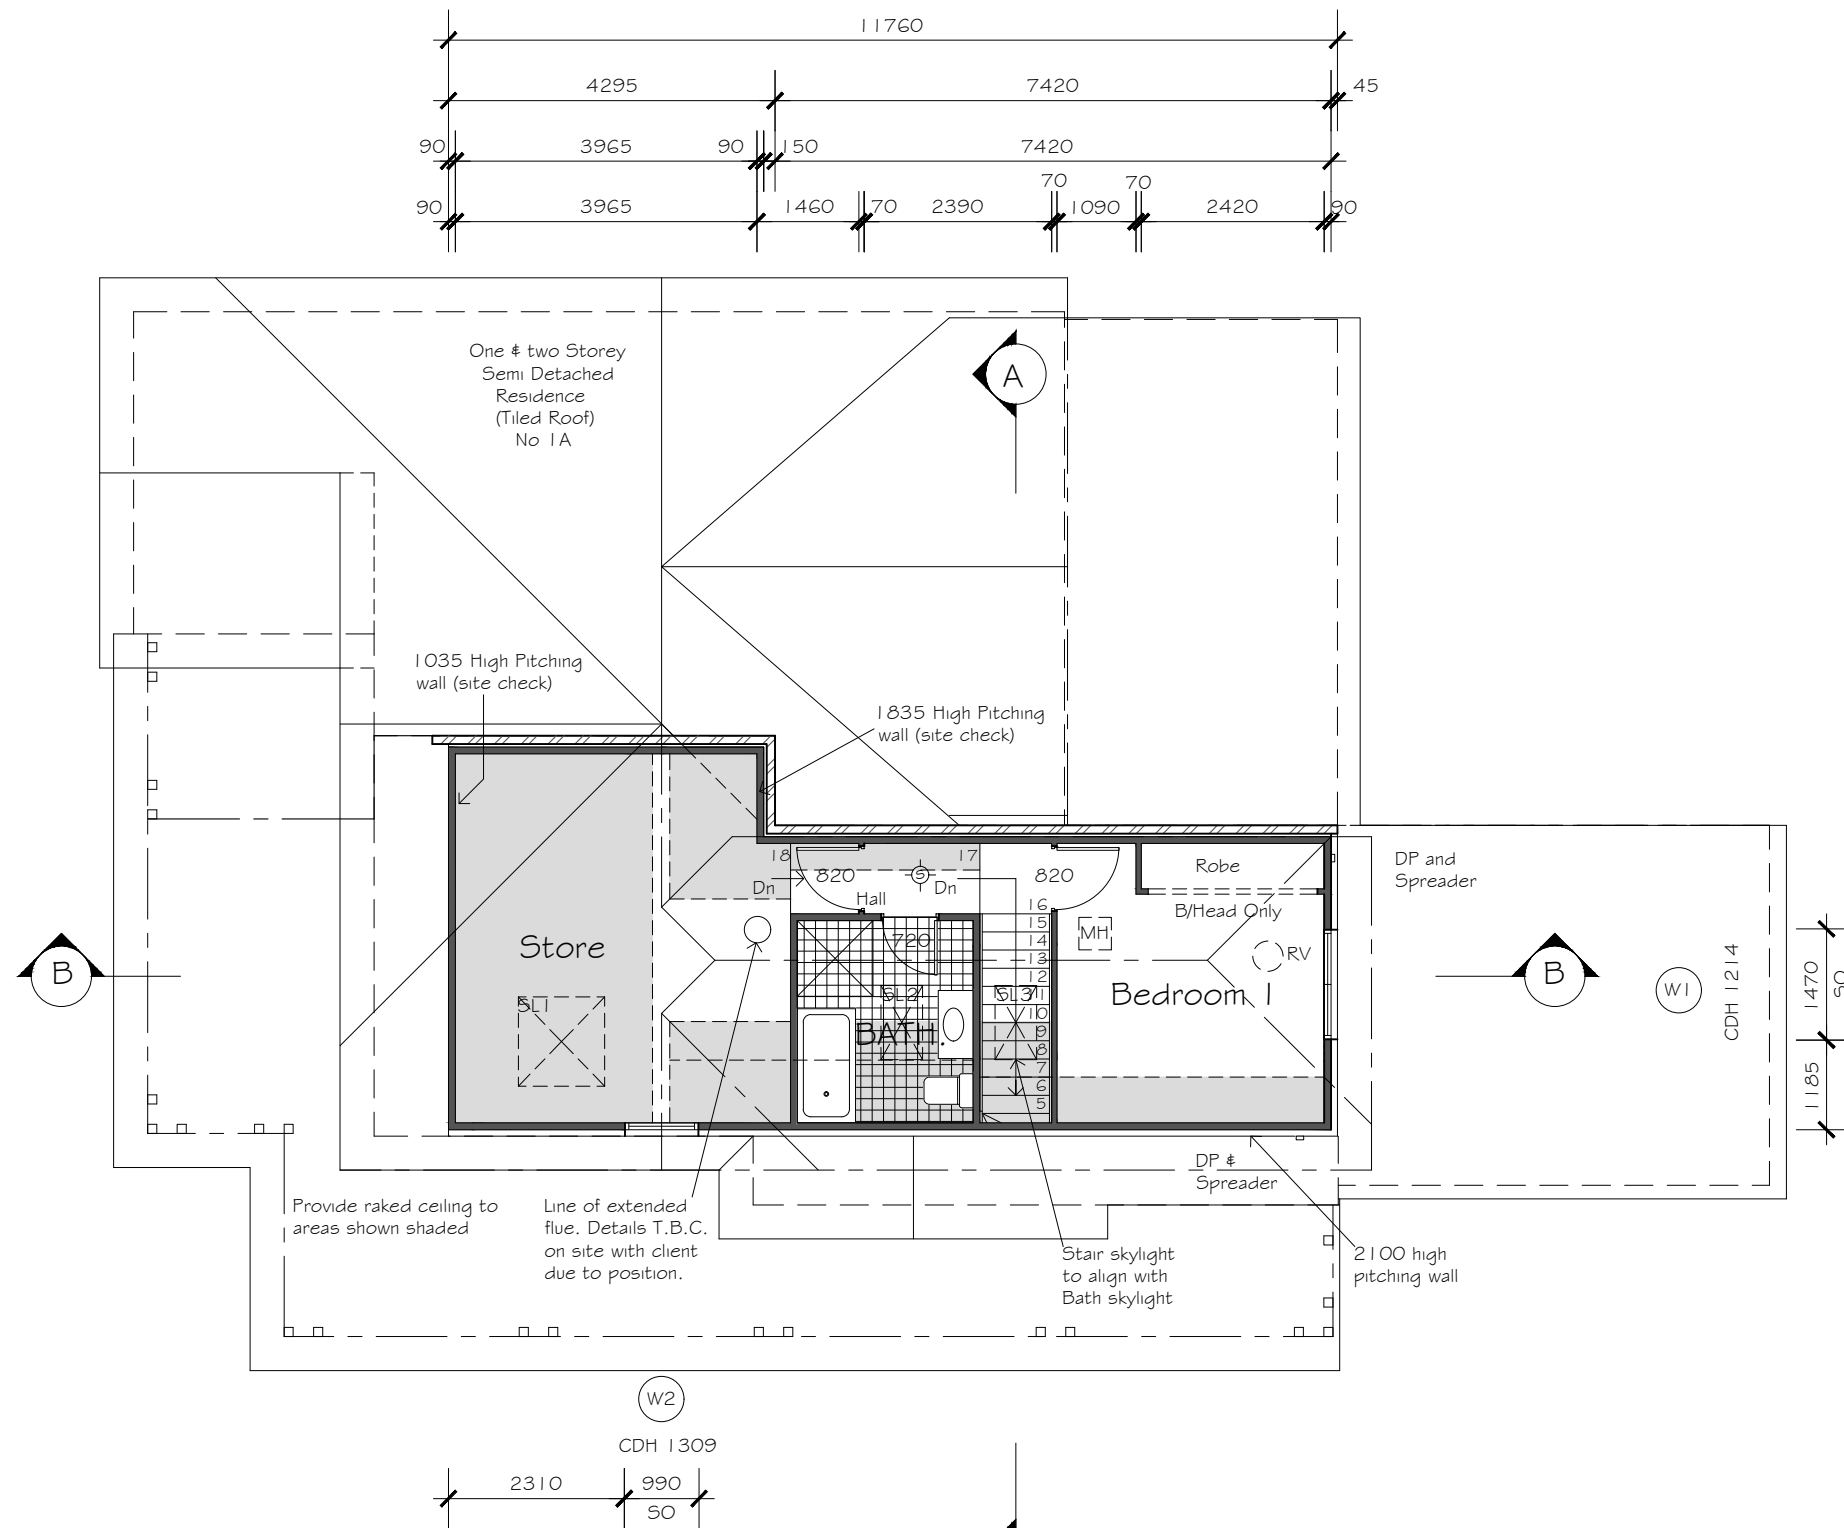 11760
4295 7420 45
90 3965 90 150 7420
70 70
90 3965 1460 70 2390 1090 2420 90
One & two Storey
Semi Detached
Residence
(Tiled Roof)
No 1A
A
1035 High Pitching
wall (site check)
1835 High Pitching
wall (site check)
18 17
820 S 820
Dn Dn
Hall
Robe
B/Head Only
DP and
Spreader
16
15
14
13
12
11
10
9
8
7
6
5
720
MH
RV
Store
Bedroom 1
SL1
SL2
SL3
BATH.
B
B
W1
CDH 1214
1470
SO
1185
DP &
Spreader
Provide raked ceiling to
areas shown shaded
Line of extended
flue. Details T.B.C.
on site with client
due to position.
Stair skylight
to align with
Bath skylight
2100 high
pitching wall
W2
CDH 1309
2310 990
SO